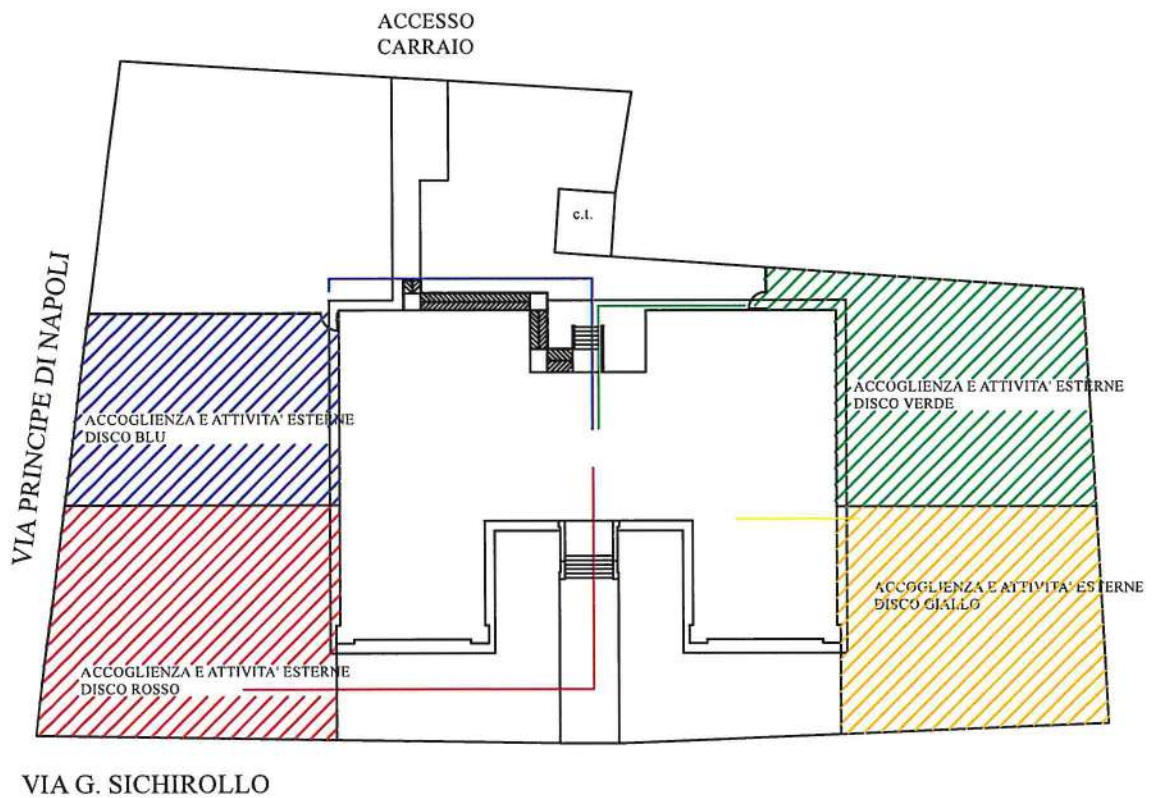 ACCESSO
CARRAIO
c.t.
VIA PRINCIPE DI NAPOLI
ACCOGLIENZA E ATTIVITA' ESTERNE
DISCO VERDE
ACCOGLIENZA E ATTIVITA' ESTERNE
DISCO BLU
ACCOGLIENZA E ATTIVITA' ESTERNE
DISCO GIALLO
ACCOGLIENZA E ATTIVITA' ESTERNE
DISCO ROSSO
VIA G. SICHIROLLO